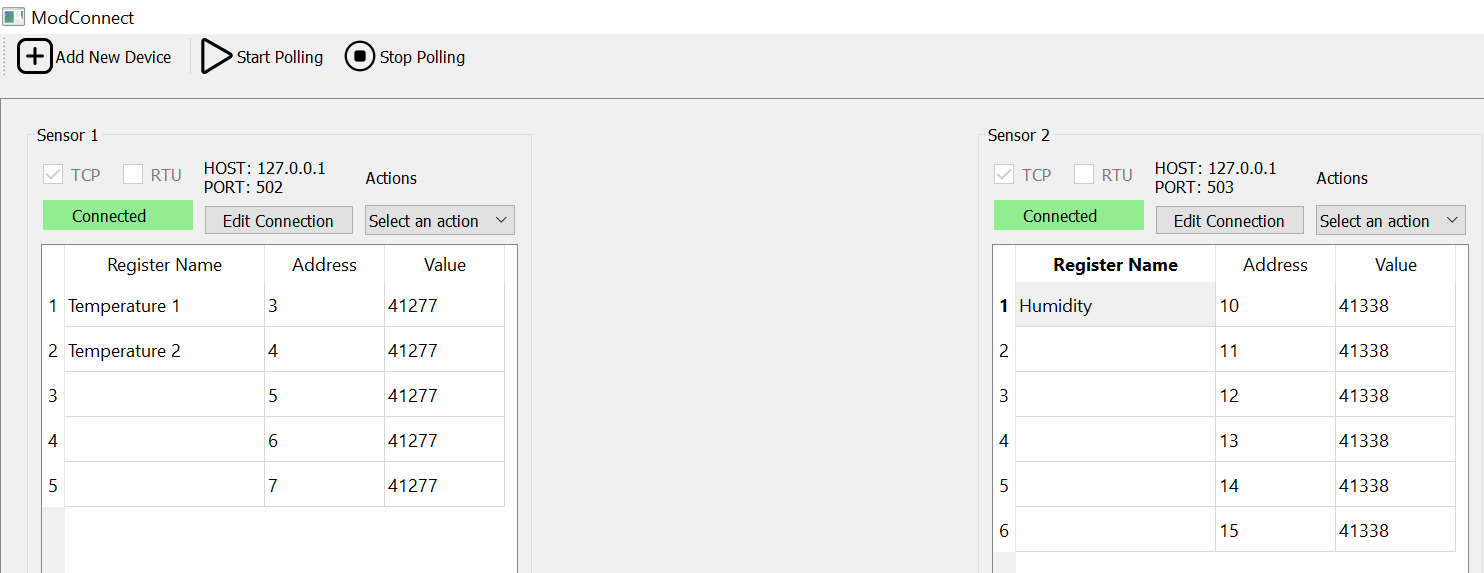 ModConnect
Add New Device Start Polling Stop Polling
Sensor 1
TCP RTU HOST: 127.0.0.1 Actions
PORT: 502
Connected Edit Connection Select an action
Register Name Address Value
1 Temperature 1 3 41277
2 Temperature 2 4 41277
3 5 41277
4 6 41277
5 7 41277
Sensor 2
TCP RTU HOST: 127.0.0.1 Actions
PORT: 503
Connected Edit Connection Select an action
Register Name Address Value
1 Humidity 10 41338
2 11 41338
3 12 41338
4 13 41338
5 14 41338
6 15 41338